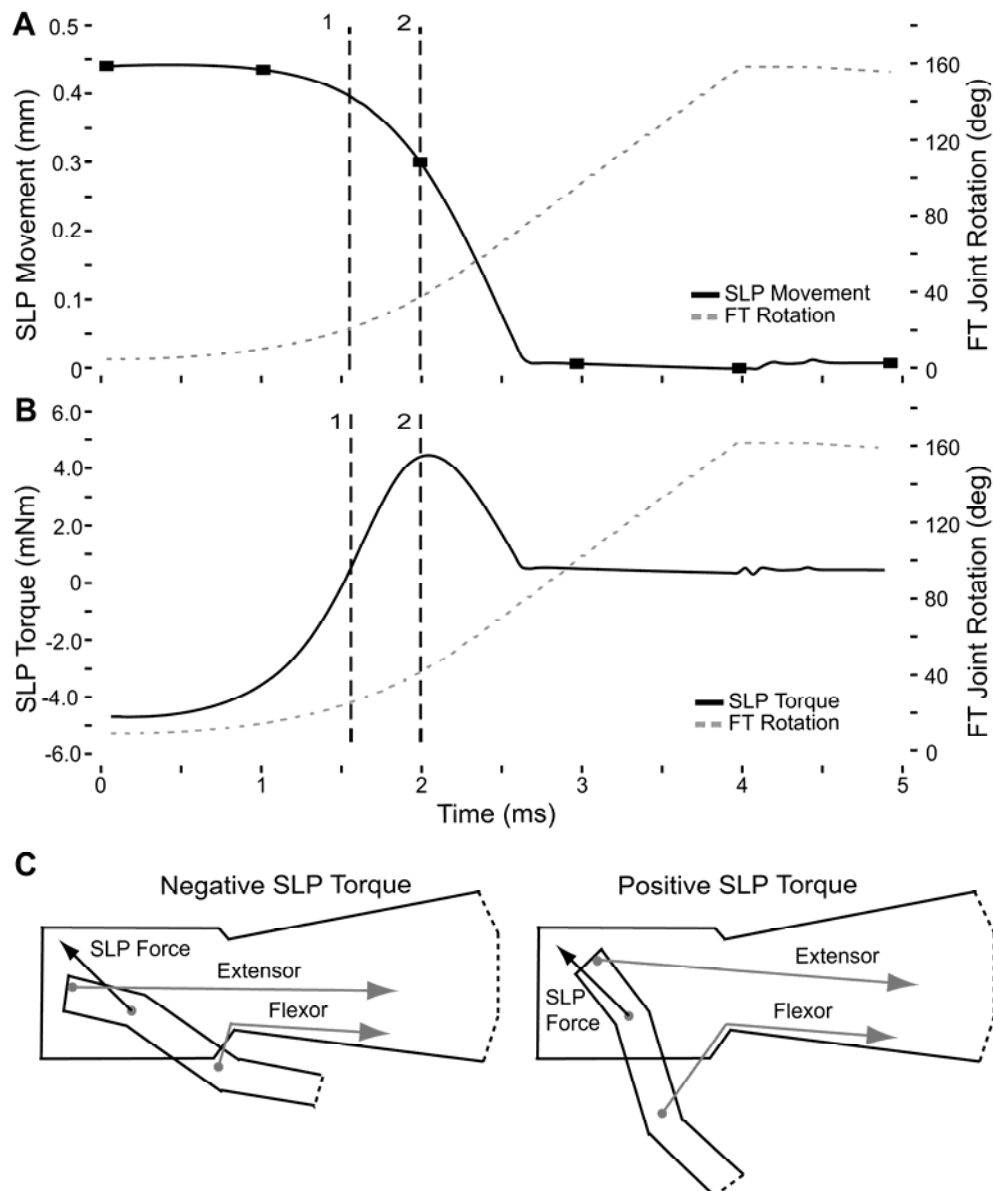 A
1
2
0.5
0.4
0.3
0.2
0.1
0
SLP Movement (mm)
160
120
80
40
0
FT Joint Rotation (deg)
SLP Movement
FT Rotation
B
1
2
6.0
4.0
2.0
0
-2.0
-4.0
-6.0
SLP Torque (mNm)
160
120
80
40
0
FT Joint Rotation (deg)
SLP Torque
FT Rotation
0
1
2
3
4
5
Time (ms)
C
Negative SLP Torque
SLP Force
Extensor
Flexor
Positive SLP Torque
Extensor
SLP
Force
Flexor